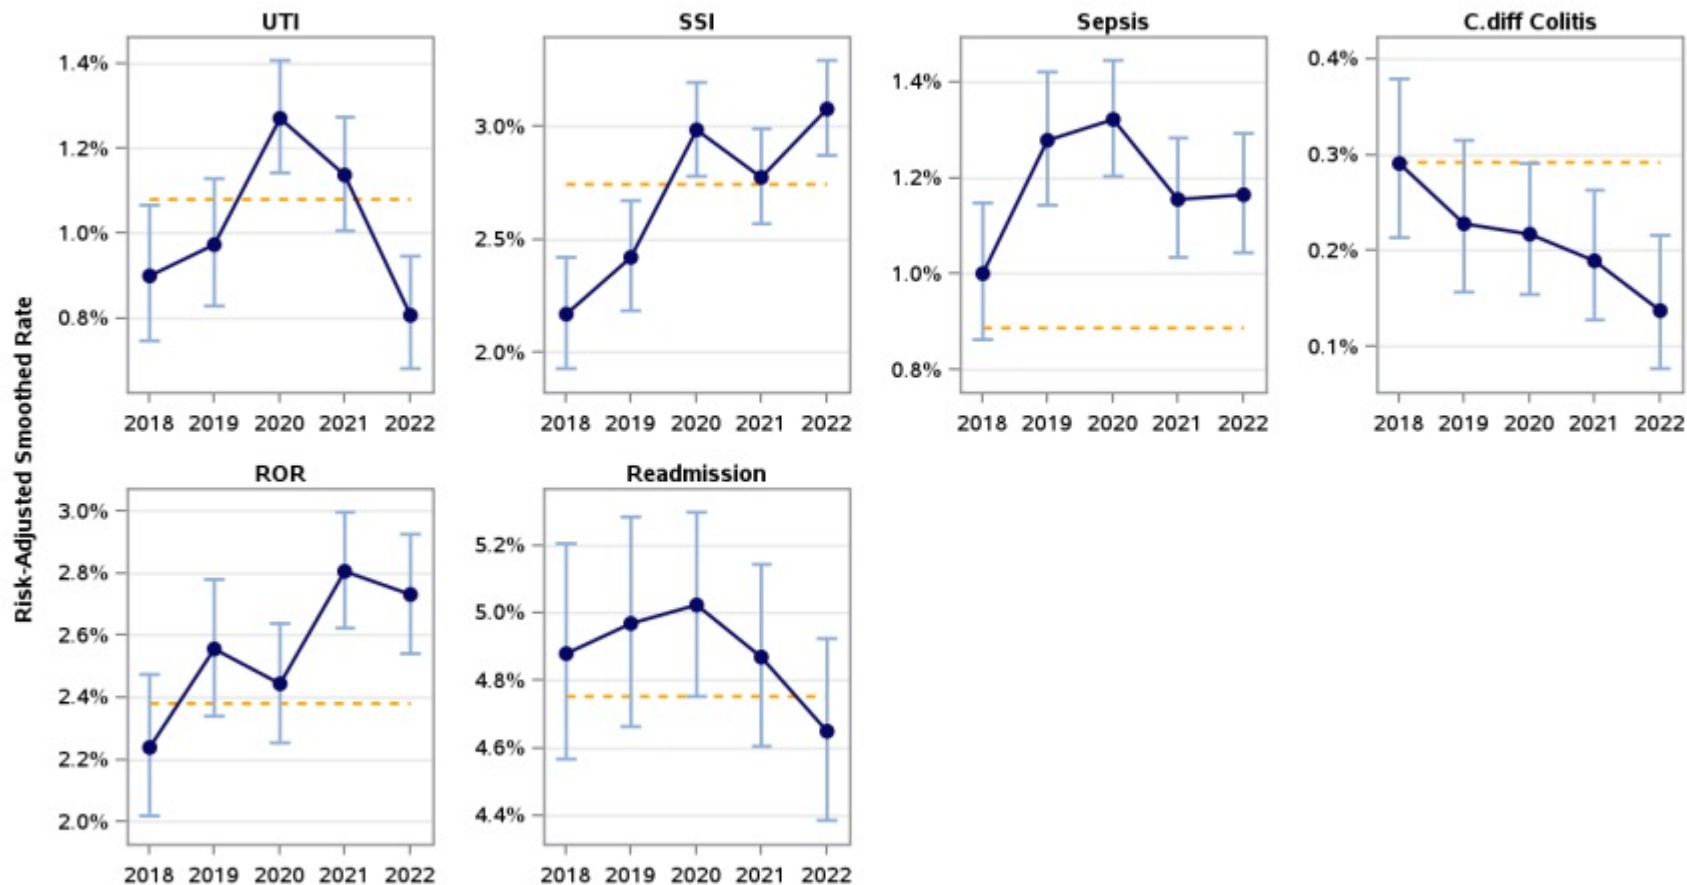 UTI
SSI
Sepsis
C.diff Colitis
1.4%
1.2%
1.0%
0.8%
3.0%
2.5%
2.0%
1.4%
1.2%
1.0%
0.8%
0.4%
0.3%
0.2%
0.1%
2018 2019 2020 2021 2022
2018 2019 2020 2021 2022
2018 2019 2020 2021 2022
2018 2019 2020 2021 2022
Risk-Adjusted Smoothed Rate
ROR
Readmission
3.0%
2.8%
2.6%
2.4%
2.2%
2.0%
5.2%
5.0%
4.8%
4.6%
4.4%
2018 2019 2020 2021 2022
2018 2019 2020 2021 2022